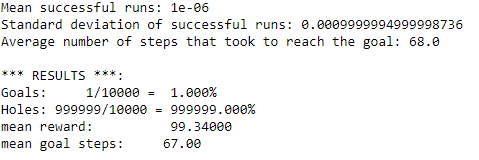 Mean successful runs: 1e-06
Standard deviation of successful runs: 0.0009999994999998736
Average number of steps that took to reach the goal: 68.0
*** RESULTS ***:
Goals:     1/10000 =  1.000%
Holes: 999999/10000 = 999999.000%
mean reward:          99.34000
mean goal steps:     67.00